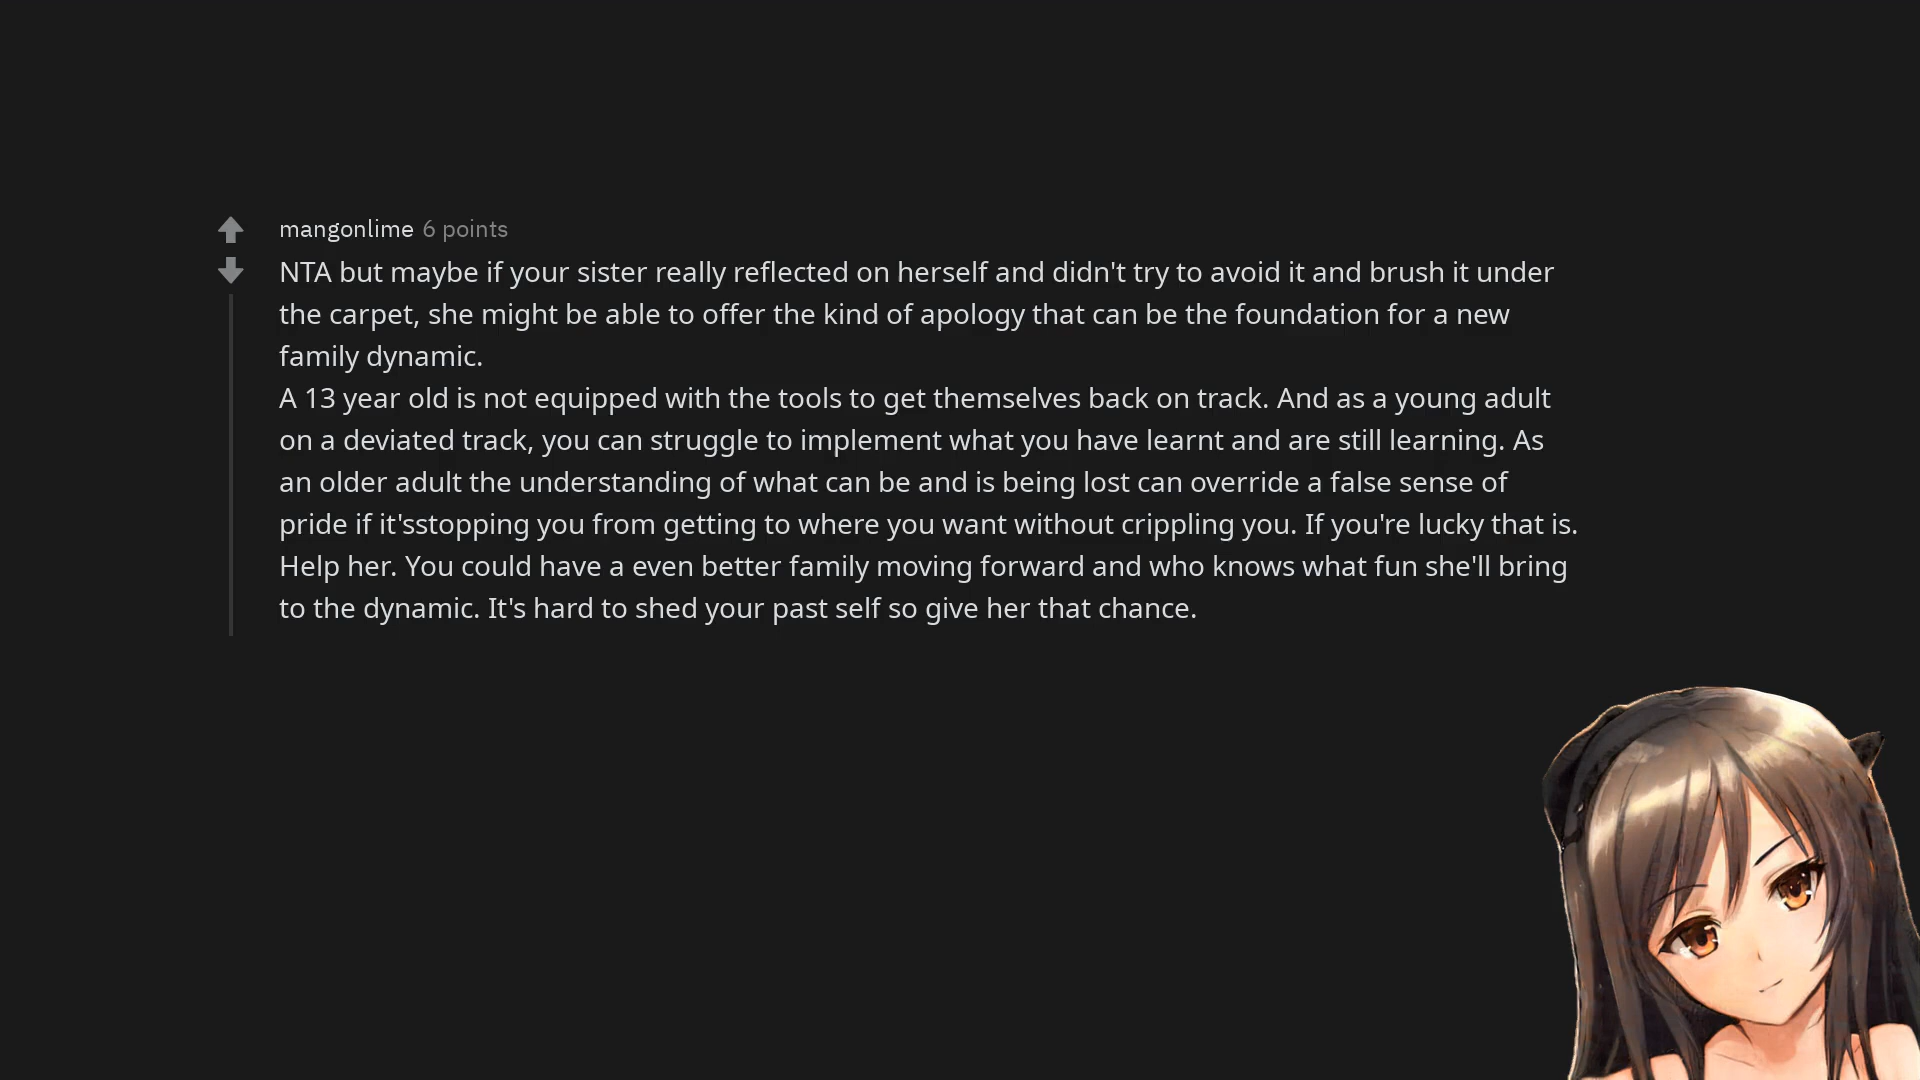 mangonlime 6 points
NTA but maybe if your sister really reflected on herself and didn't try to avoid it and brush it under
the carpet, she might be able to offer the kind of apology that can be the foundation for a new
family dynamic.
A 13 year old is not equipped with the tools to get themselves back on track. And as a young adult
on a deviated track, you can struggle to implement what you have learnt and are still learning. As
an older adult the understanding of what can be and is being lost can override a false sense of
pride if it'sstopping you from getting to where you want without crippling you. If you're lucky that is.
Help her. You could have a even better family moving forward and who knows what fun she'll bring
to the dynamic. It's hard to shed your past self so give her that chance.